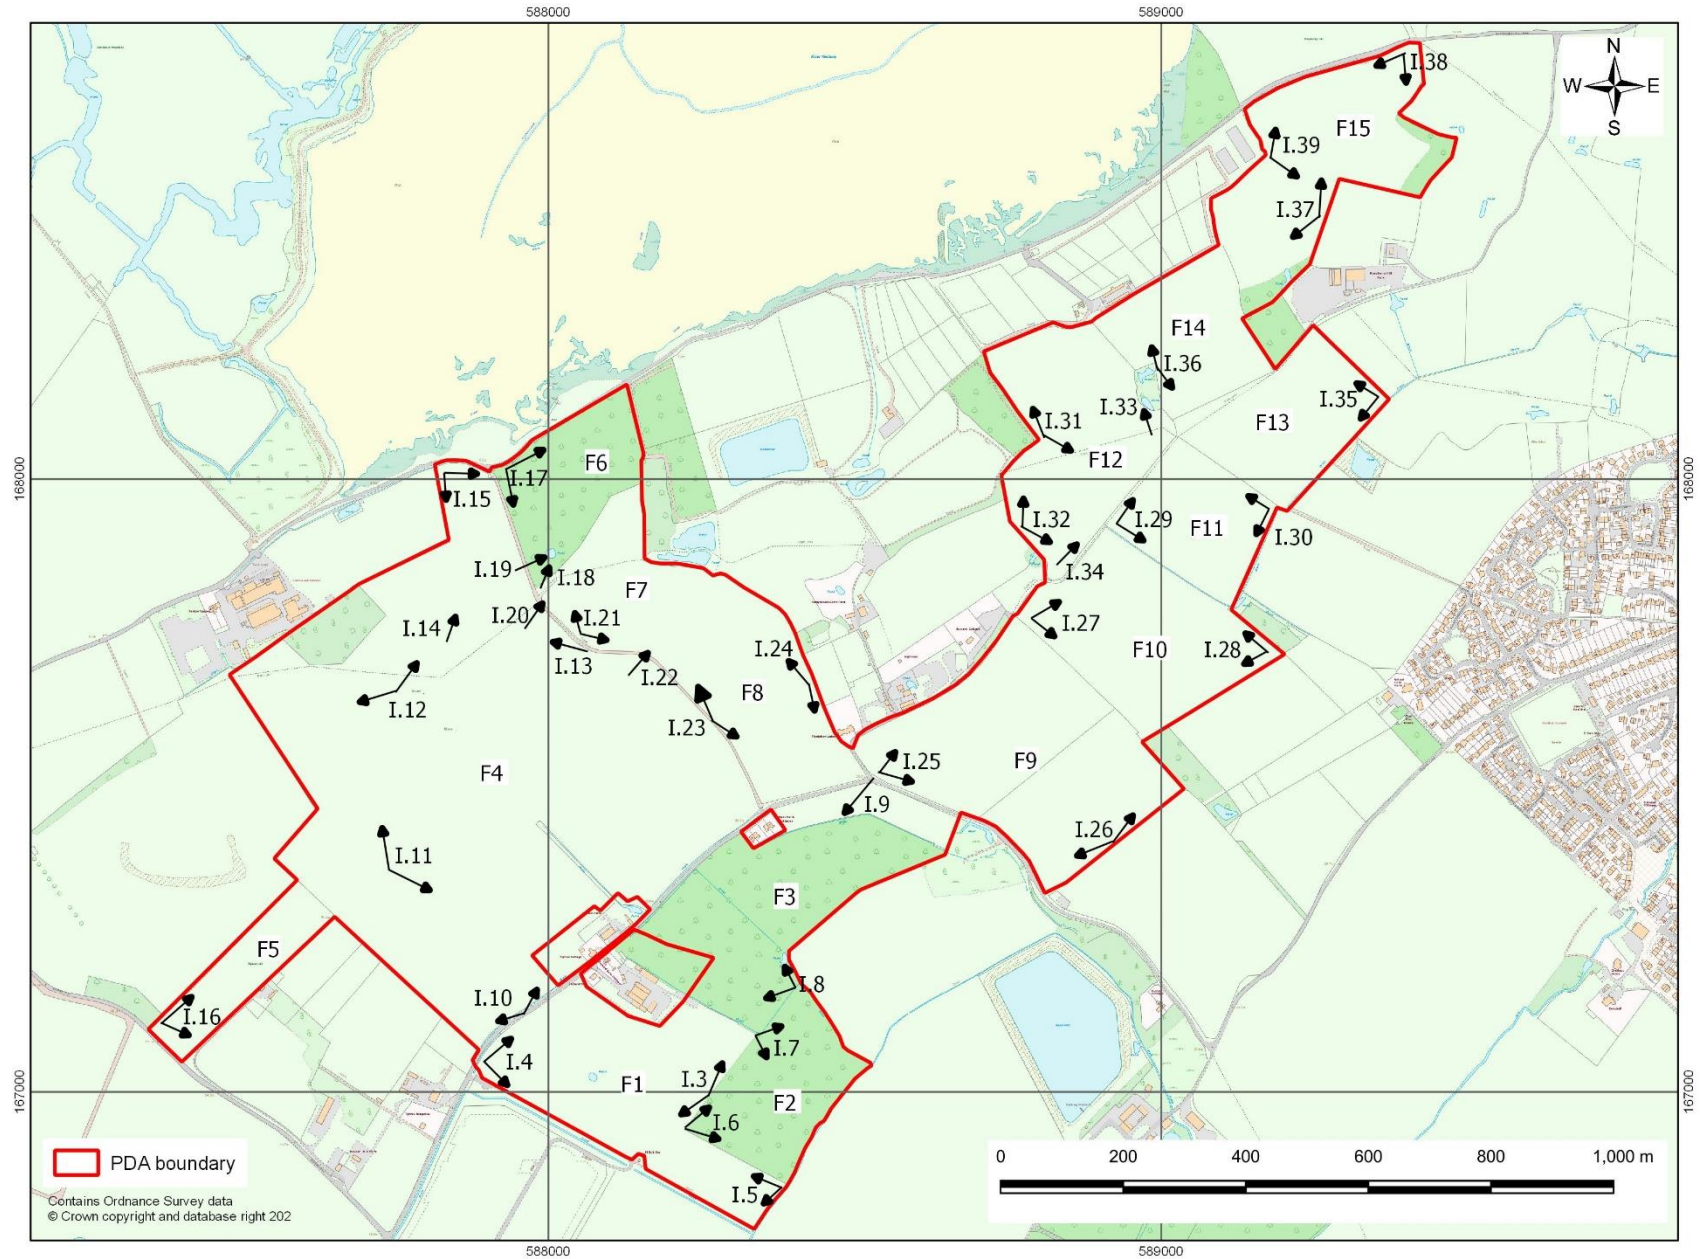 588000
589000
N
W E
S
I.38
F15
I.39
I.37
F14
I.36
I.33
I.35
I.31
F13
F12
168000
168000
F6
I.17
I.15
I.32
I.29
F11
I.30
I.34
I.19
I.18
F7
I.20
I.21
I.14
I.27
I.24
I.28
F10
I.13
I.22
F8
I.12
I.23
F4
I.25
F9
I.9
I.26
I.11
F3
F5
I.8
I.10
I.16
I.7
I.4
I.3
F1
167000
167000
F2
I.6
I.5
PDA boundary
0 200 400 600 800 1,000 m
Contains Ordnance Survey data
© Crown copyright and database right 202
588000
589000